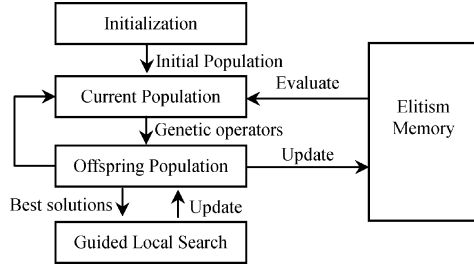 Initialization
Initial Population
Current Population
Evaluate
Elitism
Memory
Genetic operators
Offspring Population
Update
Best solutions
Update
Guided Local Search